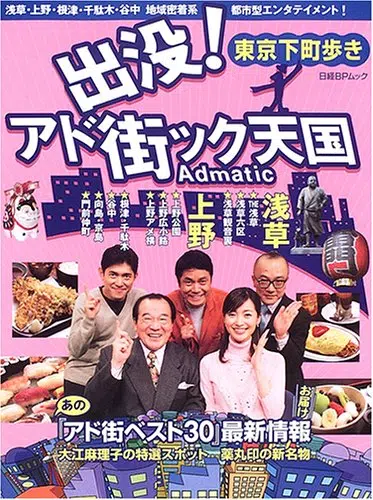 浅草・上野・根津・千駄木・谷中 地域密着系 都市型エンタテイメント!
出没!
東京下町歩き
日経BPムック
アド街ック天国
Admatic
浅草
★THE浅草
★浅草六区
★浅草観音裏
上野
★上野公園
★上野広小路
★上野アメ横
★根津・千駄木
★谷中
★向島・京島
★門前仲町
門
あの
『アド街ベスト30』最新情報
お届け
大江麻理子の特選スポット 薬丸印の新名物